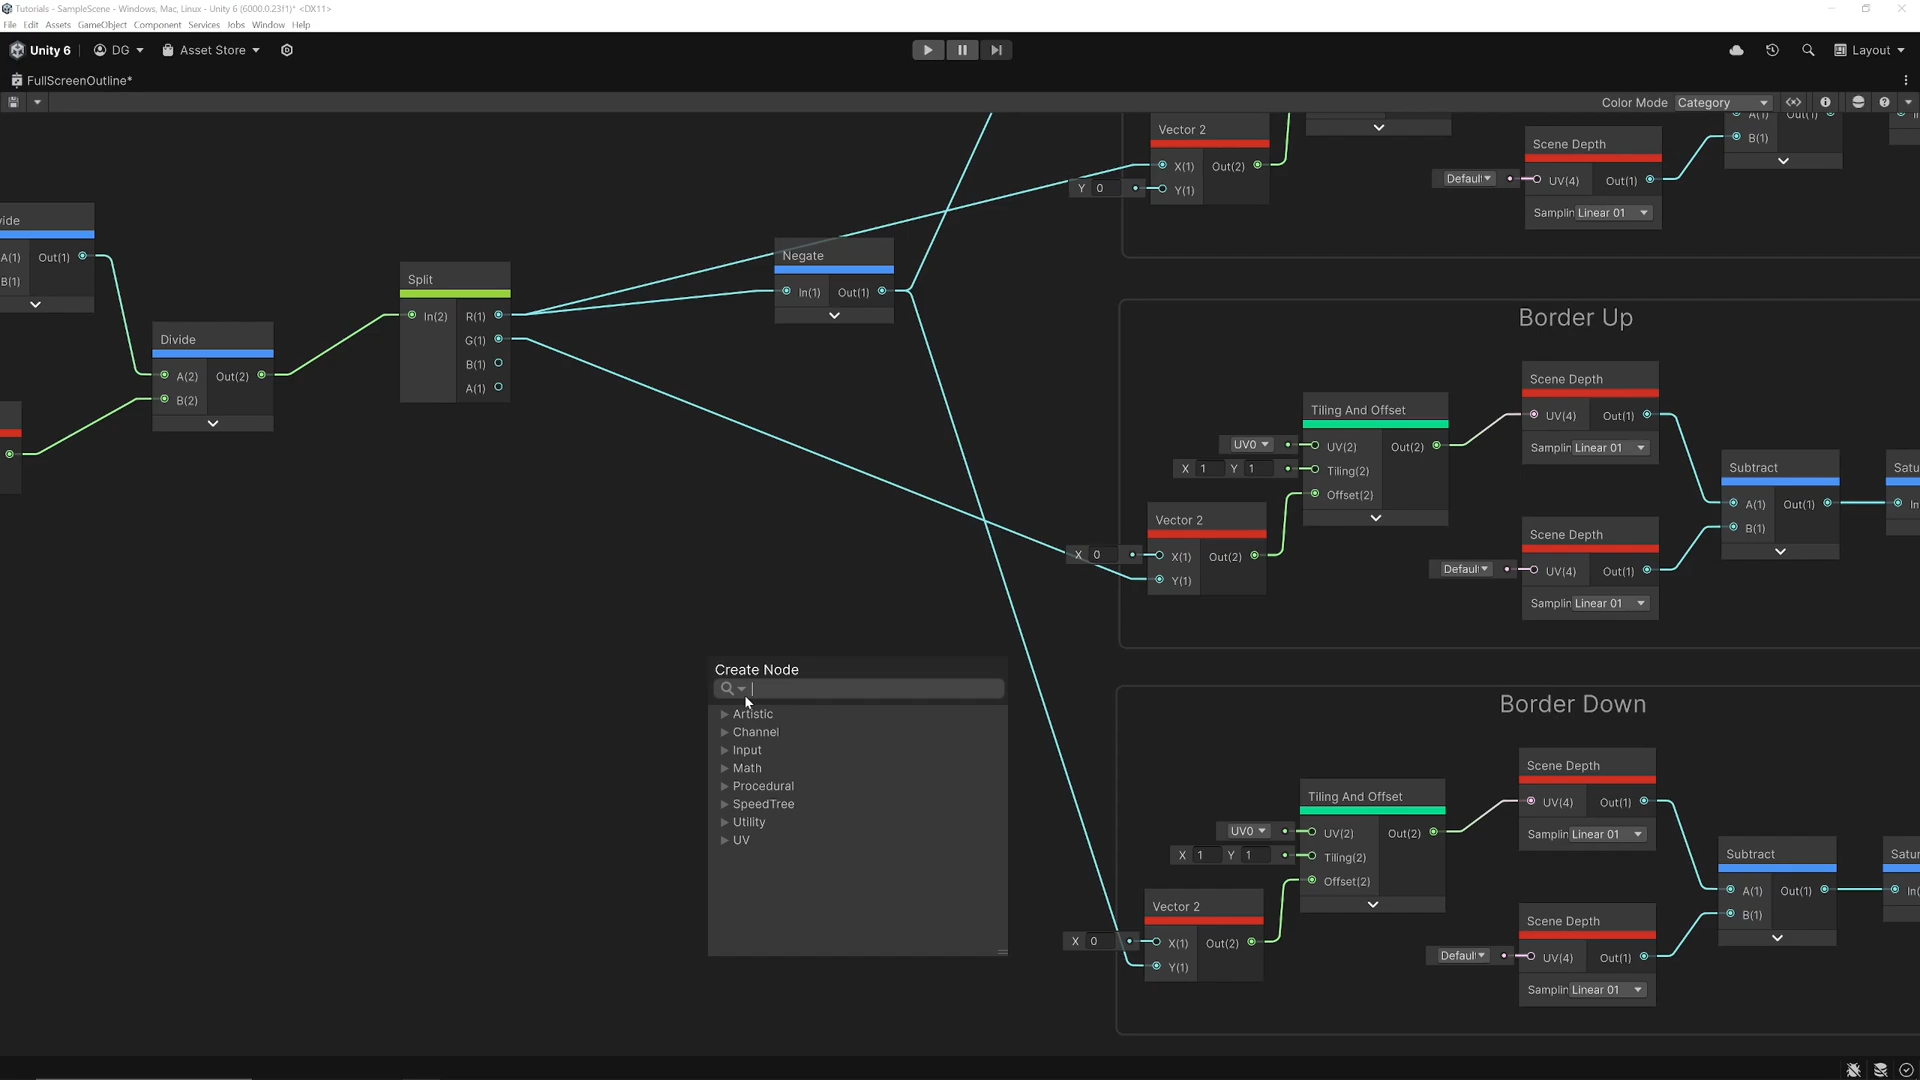 Tutorials - SampleScene - Windows, Mac, Linux - Unity 6 (6000.0.23f1)* <DX11>
File Edit Assets GameObject Component Services Jobs Window Help
Unity 6 DG Asset Store Layout
FullScreenOutline*
Color Mode Category
Vector 2
X(1) Out(2)
Y 0 Y(1)
Scene Depth
Default UV(4) Out(1)
Samplin Linear 01
A(1) Out(1)
B(1)
vide
A(1) Out(1)
B(1)
Divide
A(2) Out(2)
B(2)
Split
In(2) R(1)
G(1)
B(1)
A(1)
Negate
In(1) Out(1)
Border Up
Tiling And Offset
UV0 UV(2) Out(2)
X 1 Y 1 Tiling(2)
Offset(2)
Vector 2
X 0 X(1) Out(2)
Y(1)
Scene Depth
UV(4) Out(1)
Samplin Linear 01
Scene Depth
Default UV(4) Out(1)
Samplin Linear 01
Subtract
A(1) Out(1)
B(1)
Satu
In
Create Node
Artistic
Channel
Input
Math
Procedural
SpeedTree
Utility
UV
Border Down
Tiling And Offset
UV0 UV(2) Out(2)
X 1 Y 1 Tiling(2)
Offset(2)
Vector 2
X 0 X(1) Out(2)
Y(1)
Scene Depth
UV(4) Out(1)
Samplin Linear 01
Scene Depth
Default UV(4) Out(1)
Samplin Linear 01
Subtract
A(1) Out(1)
B(1)
Satur
In(